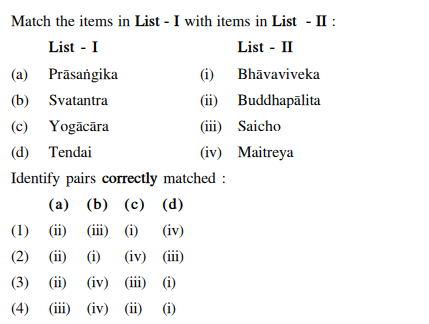 Match the items in List - I with items in List - II :
List - I List - II
(a) Prāsaṅgika (i) Bhāvaviveka
(b) Svatantra (ii) Buddhapālita
(c) Yogācāra (iii) Saicho
(d) Tendai (iv) Maitreya
Identify pairs correctly matched :
(a) (b) (c) (d)
(1) (ii) (iii) (i) (iv)
(2) (ii) (i) (iv) (iii)
(3) (ii) (iv) (iii) (i)
(4) (iii) (iv) (ii) (i)